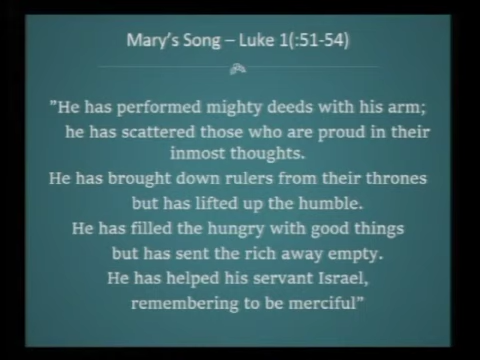 Mary's Song – Luke 1(:51-54)
"He has performed mighty deeds with his arm;
he has scattered those who are proud in their
inmost thoughts.
He has brought down rulers from their thrones
but has lifted up the humble.
He has filled the hungry with good things
but has sent the rich away empty.
He has helped his servant Israel,
remembering to be merciful"